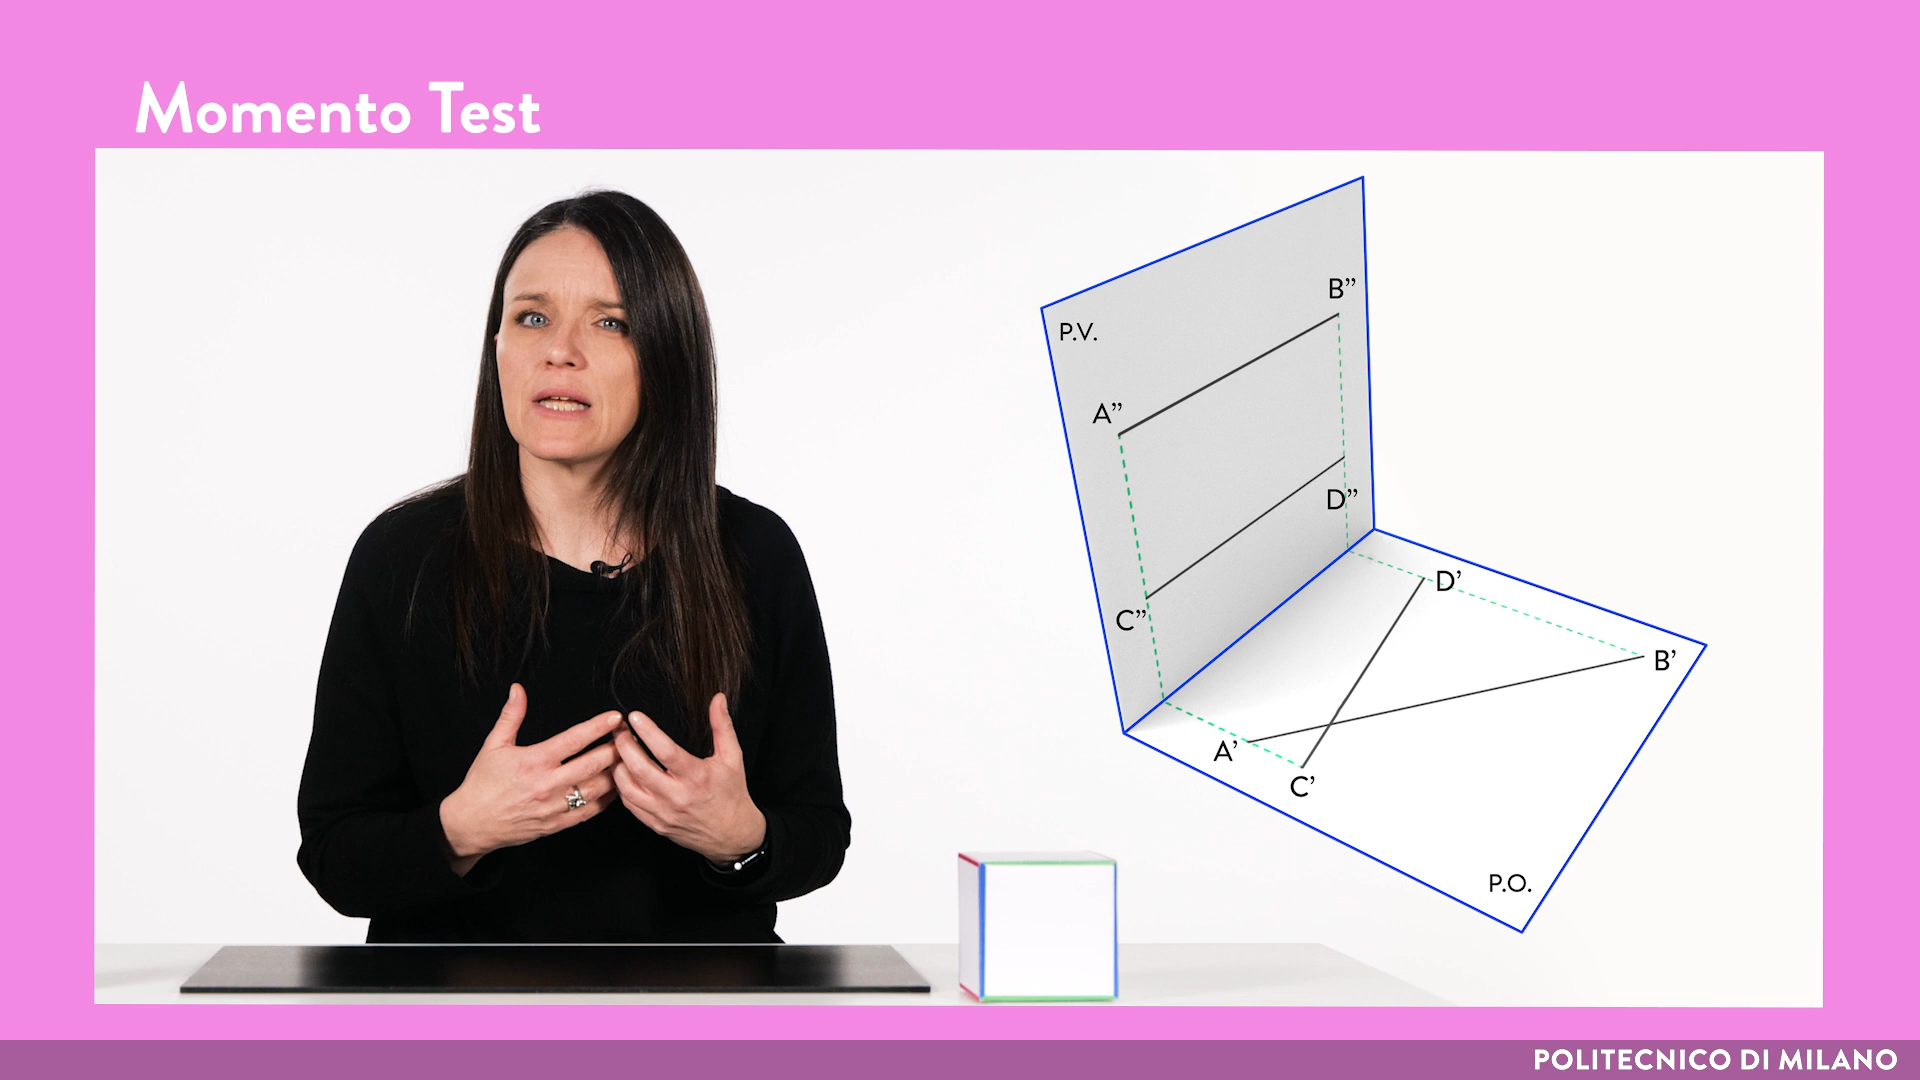 Momento Test
P.V.
B”
A”
D”
C”
D’
B’
A’
C’
P.O.
POLITECNICO DI MILANO